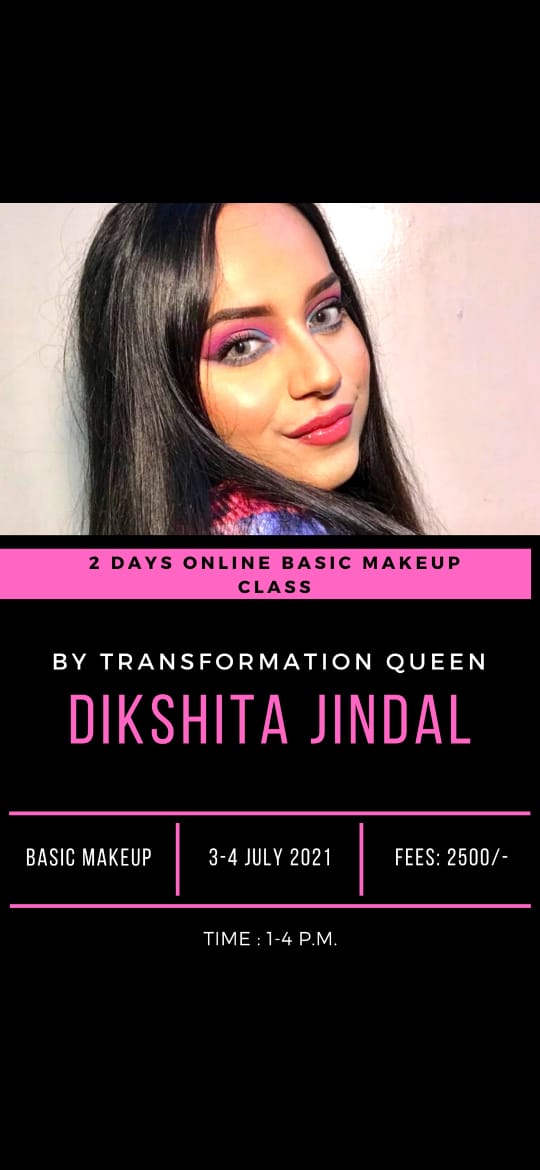 2 DAYS ONLINE BASIC MAKEUP
CLASS
BY TRANSFORMATION QUEEN
DIKSHITA JINDAL
BASIC MAKEUP
3-4 JULY 2021
FEES: 2500/-
TIME : 1-4 P.M.